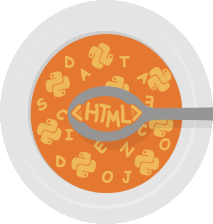 D A T A
<HTML>
S C I E N C E
D O J O